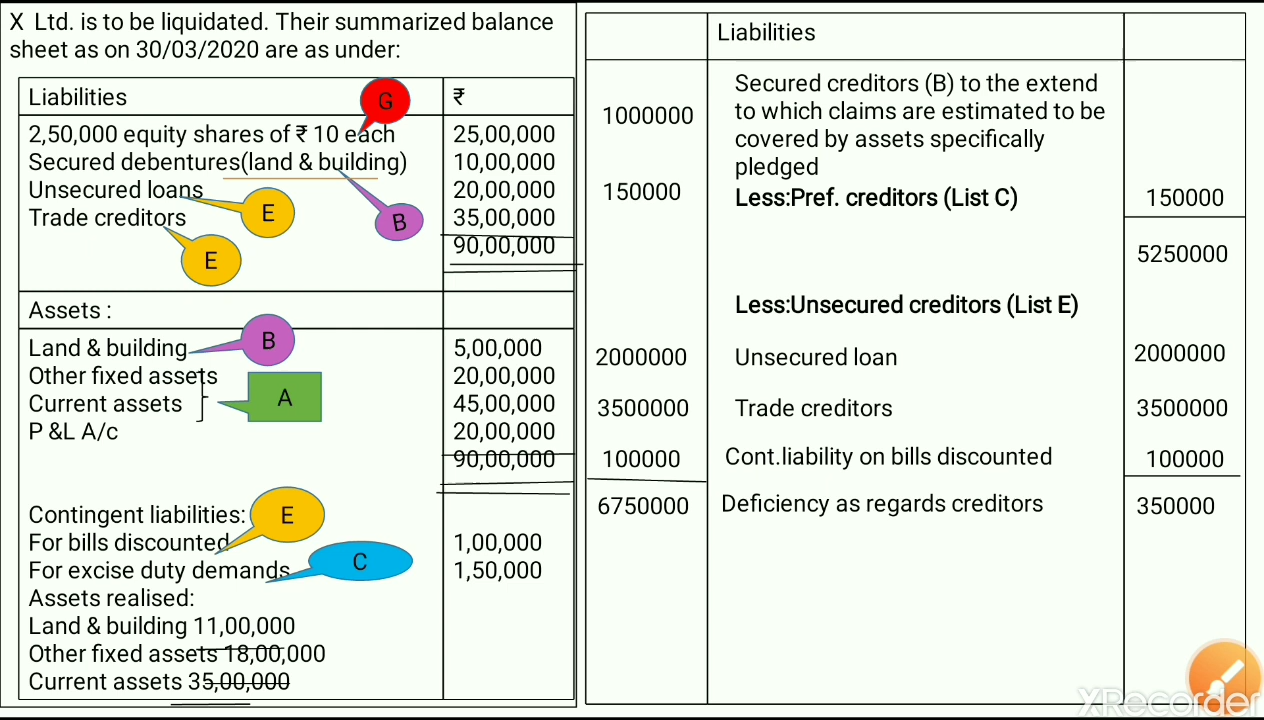 X Ltd. is to be liquidated. Their summarized balance
sheet as on 30/03/2020 are as under:
Liabilities G ₹
2,50,000 equity shares of ₹ 10 each 25,00,000
Secured debentures(land & building) 10,00,000
Unsecured loans E 20,00,000
Trade creditors B 35,00,000
90,00,000
E
Assets :
Land & building B 5,00,000
Other fixed assets 20,00,000
Current assets A 45,00,000
P &L A/c 20,00,000
90,00,000
Contingent liabilities: E
For bills discounted 1,00,000
For excise duty demands C 1,50,000
Assets realised:
Land & building 11,00,000
Other fixed assets 18,00,000
Current assets 35,00,000
Liabilities
1000000 Secured creditors (B) to the extend
to which claims are estimated to be
covered by assets specifically
pledged
150000 Less:Pref. creditors (List C) 150000
5250000
Less:Unsecured creditors (List E)
2000000 Unsecured loan 2000000
3500000 Trade creditors 3500000
100000 Cont.liability on bills discounted 100000
6750000 Deficiency as regards creditors 350000
XRecorder